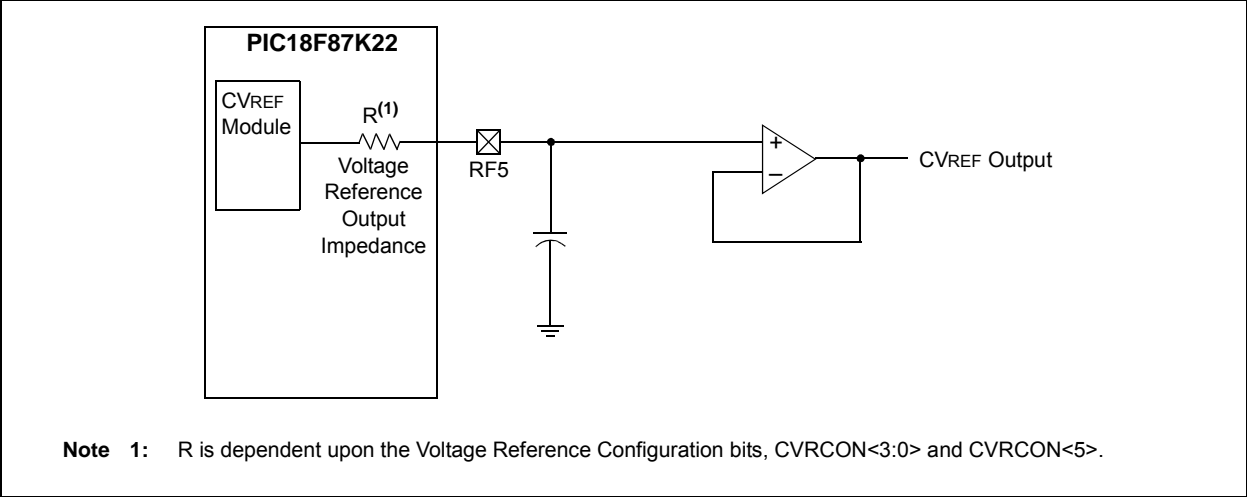 PIC18F87K22
CVREF
Module
R(1)
Voltage
Reference
Output
Impedance
RF5
+
–
CVREF Output
Note 1: R is dependent upon the Voltage Reference Configuration bits, CVRCON<3:0> and CVRCON<5>.